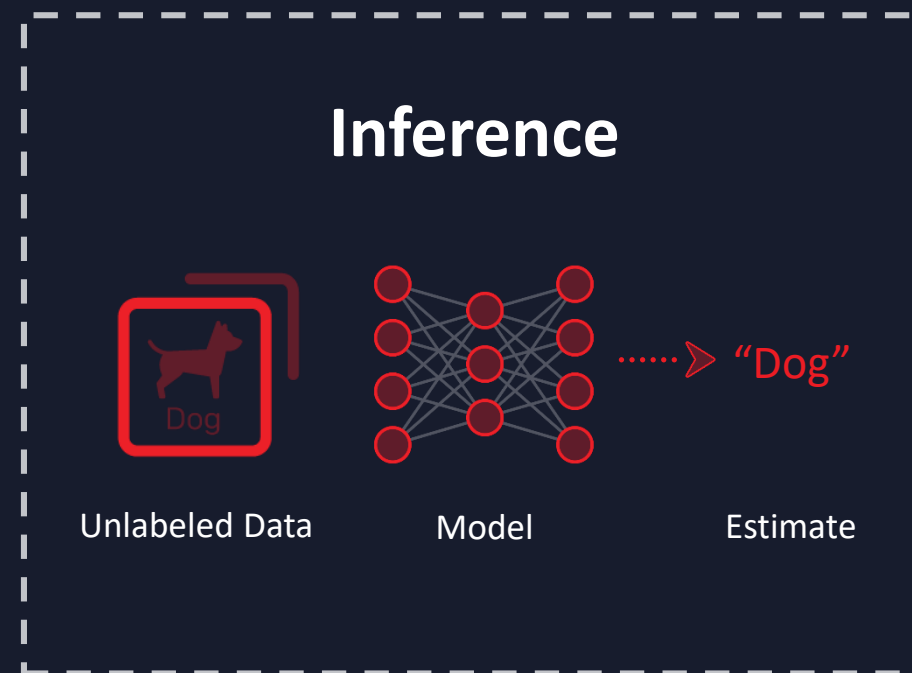 Inference
Dog
“Dog”
Unlabeled Data
Model
Estimate